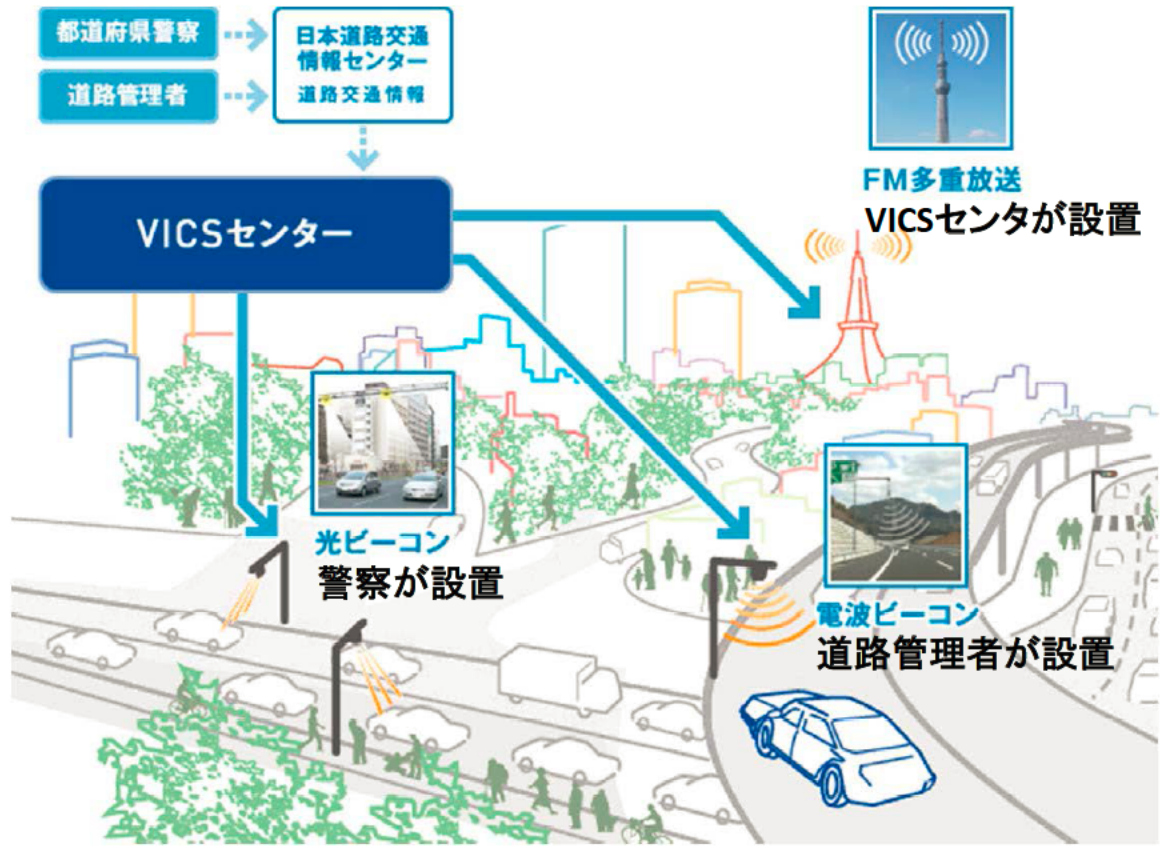 都道府県警察
道路管理者
日本道路交通
情報センター
道路交通情報
VICSセンター
FM多重放送
VICSセンタが設置
光ビーコン
警察が設置
電波ビーコン
道路管理者が設置